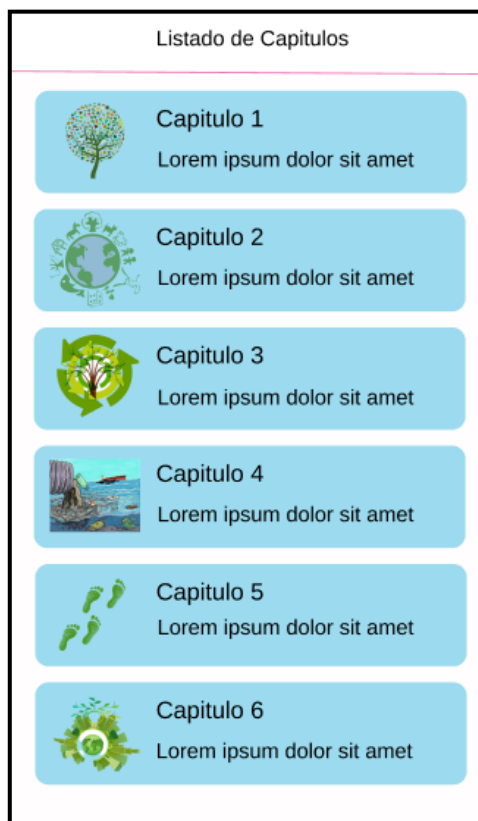 Listado de Capitulos
Capitulo 1
Lorem ipsum dolor sit amet
Capitulo 2
Lorem ipsum dolor sit amet
Capitulo 3
Lorem ipsum dolor sit amet
Capitulo 4
Lorem ipsum dolor sit amet
Capitulo 5
Lorem ipsum dolor sit amet
Capitulo 6
Lorem ipsum dolor sit amet